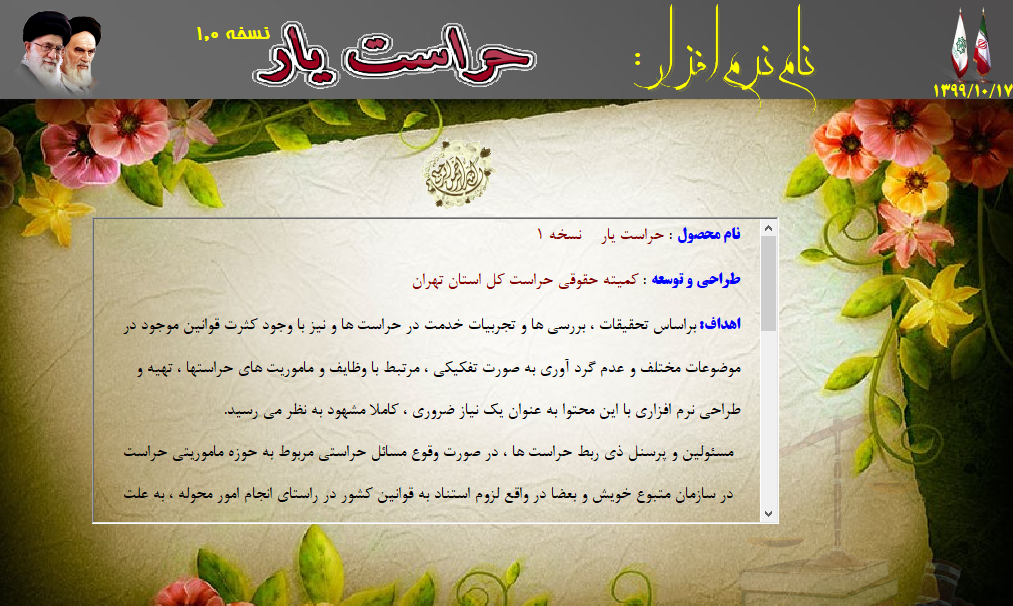 نام نرم افزار :
حراست یار
نسخه ۱,۰
۱۳۹۹/۱۰/۱۷
نام محصول : حراست یار نسخه ۱
طراحی و توسعه : کمیته حقوقی حراست کل استان تهران
اهداف: براساس تحقیقات ، بررسی ها و تجربیات خدمت در حراست ها و نیز با وجود کثرت قوانین موجود در
موضوعات مختلف و عدم گرد آوری به صورت تفکیکی ، مرتبط با وظایف و ماموریت های حراستها ، تهیه و
طراحی نرم افزاری با این محتوا به عنوان یک نیاز ضروری ، کاملا مشهود به نظر می رسید.
مسئولین و پرسنل ذی ربط حراست ها ، در صورت وقوع مسائل حراستی مربوط به حوزه ماموریتی حراست
در سازمان متبوع خویش و بعضا در واقع لزوم استناد به قوانین کشور در راستای انجام امور محوله ، به علت